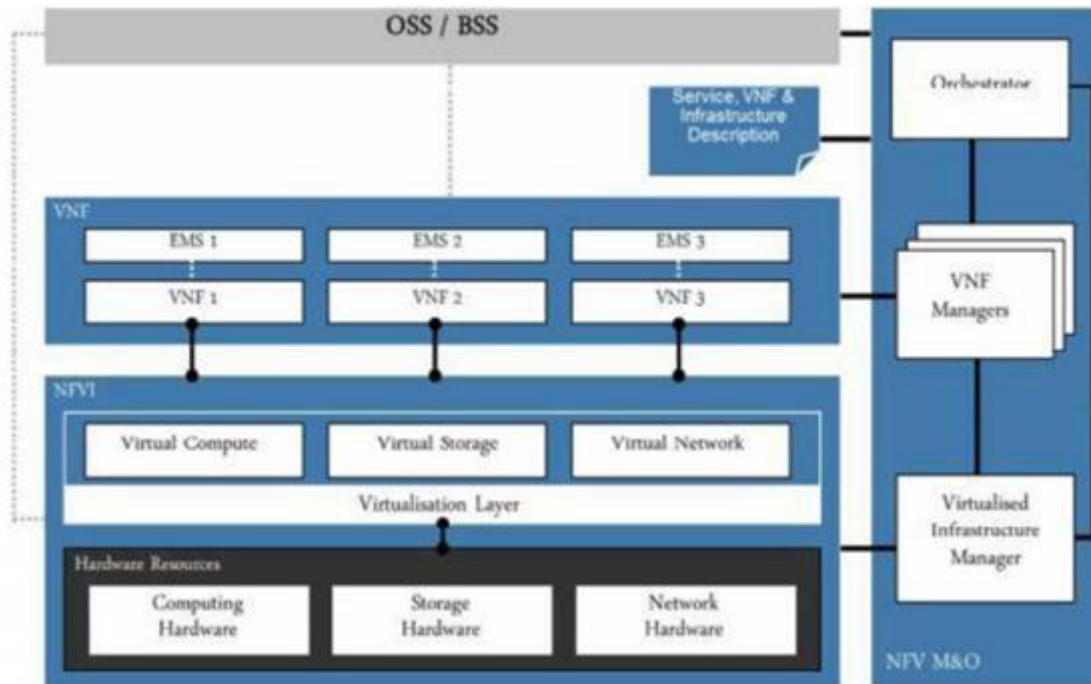 OSS / BSS
Orchestrator
Service, VNF &
Infrastructure
Description
VNF
EMS 1
EMS 2
EMS 3
VNF 1
VNF 2
VNF 3
VNF
Managers
NFVI
Virtual Compute
Virtual Storage
Virtual Network
Virtualisation Layer
Virtualised
Infrastructure
Manager
Hardware Resources
Computing
Hardware
Storage
Hardware
Network
Hardware
NFV M&O